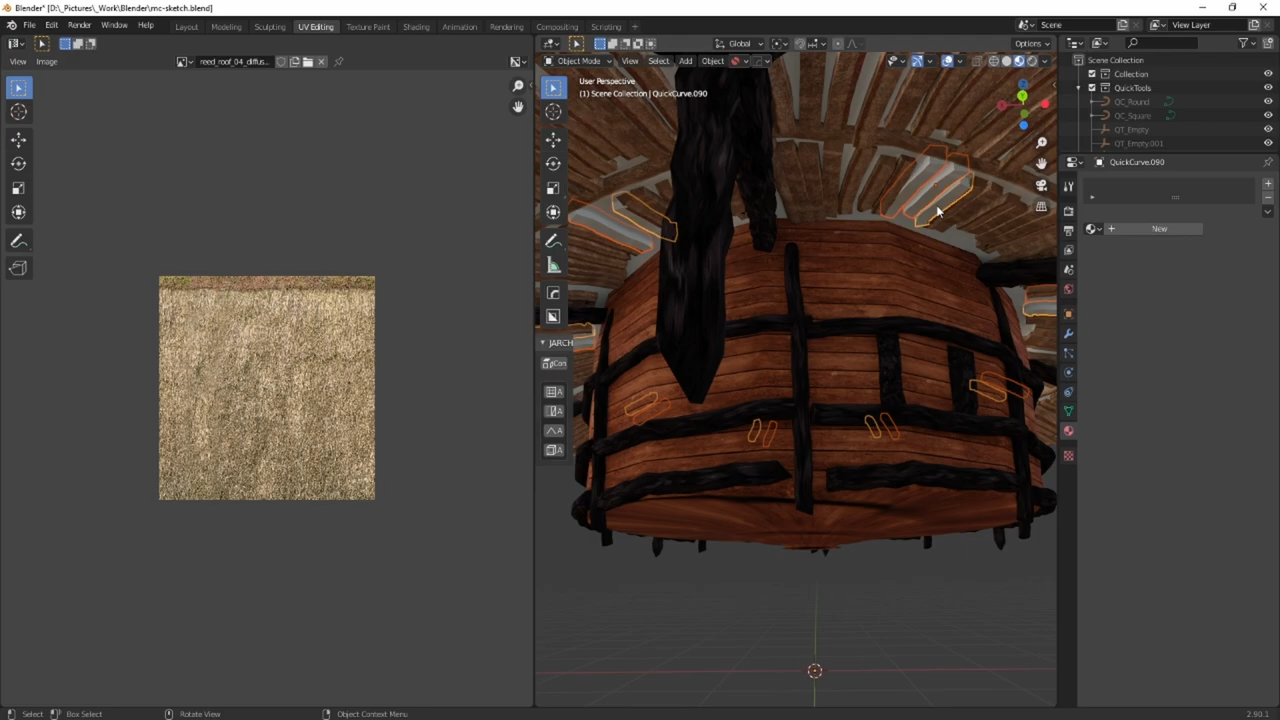 Blender* [D:\_Pictures\_Work\Blender\mc-sketch.blend]
File Edit Render Window Help Layout Modeling Sculpting UV Editing Texture Paint Shading Animation Rendering Compositing Scripting Scene View Layer
Global Options
View Image reed_roof_04_diffus... Object Mode View Select Add Object
User Perspective
(1) Scene Collection | QuickCurve.090
Scene Collection
Collection
QuickTools
QC_Round
QC_Square
QT_Empty
QT_Empty.001
QuickCurve.090
New
JARCH
Con
A
A
A
A
Select Box Select Rotate View Object Context Menu 2.90.1